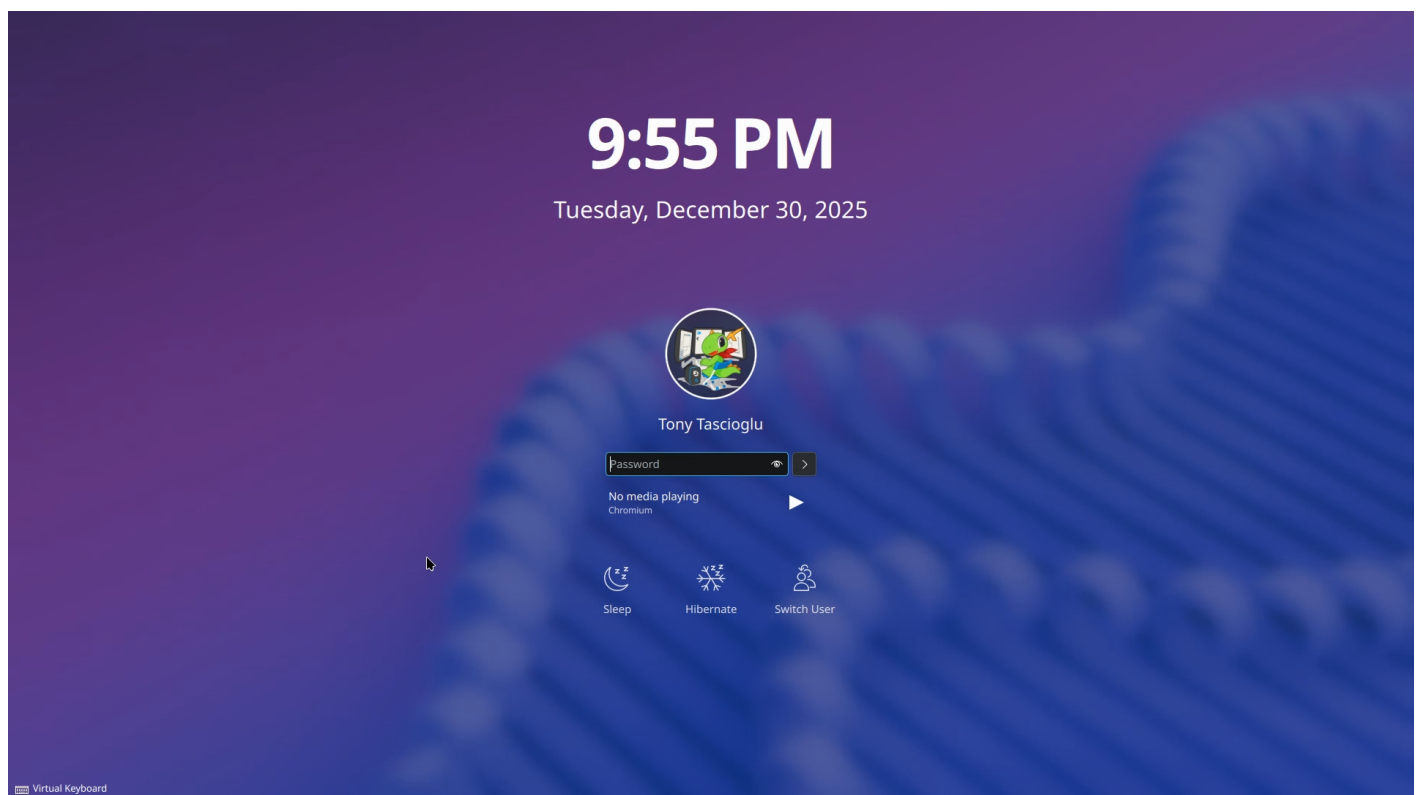 9:55 PM
Tuesday, December 30, 2025
Tony Tascioglu
Password
No media playing
Chromium
Sleep
Hibernate
Switch User
Virtual Keyboard